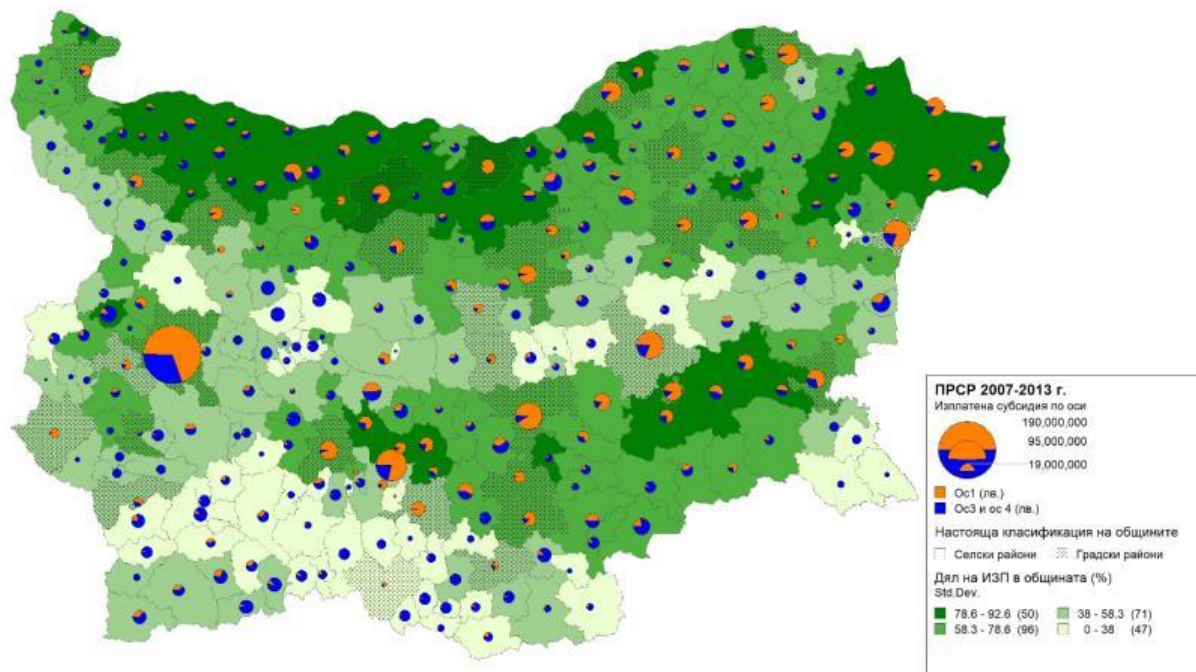 ПРСР 2007-2013 г.
Изплатена субсидия по оси
190,000,000
95,000,000
19,000,000
Ос1 (лв.)
Ос3 и ос 4 (лв.)
Настояща класификация на общините
Селски райони Градски райони
Дял на ИЗП в общината (%)
Std.Dev.
78.6 - 92.6 (50) 38 - 58.3 (71)
58.3 - 78.6 (96) 0 - 38 (47)